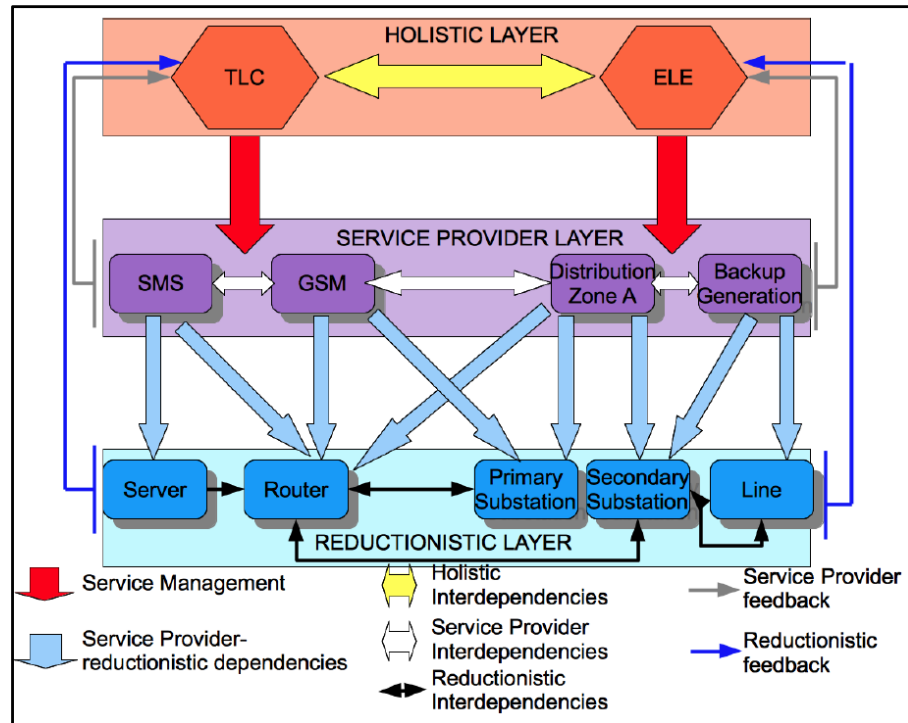 HOLISTIC LAYER
TLC
ELE
SERVICE PROVIDER LAYER
SMS
GSM
Distribution
Zone A
Backup
Generation
Server
Router
Primary
Substation
Secondary
Substation
Line
REDUCTIONISTIC LAYER
Service Management
Service Provider-
reductionistic dependencies
Holistic
Interdependencies
Service Provider
Interdependencies
Reductionistic
Interdependencies
Service Provider
feedback
Reductionistic
feedback